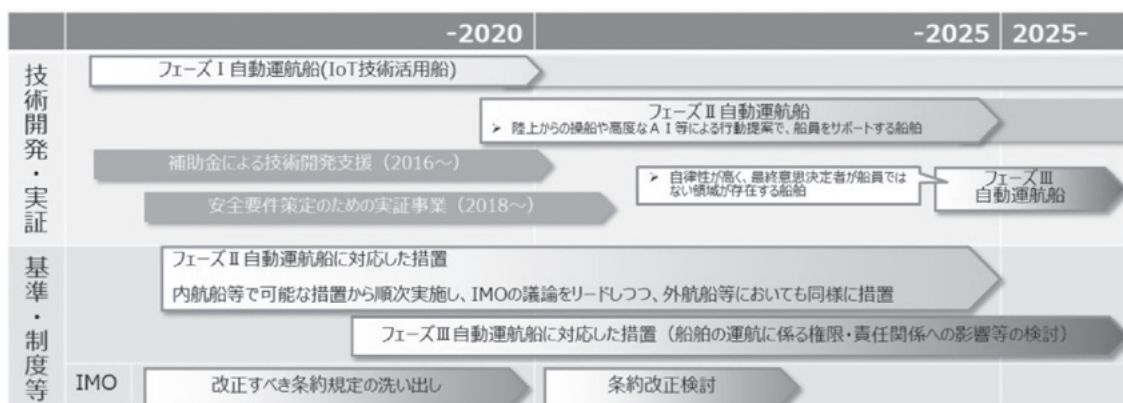 -2020
-2025
2025-
技術開発・実証
フェーズⅠ自動運航船(IoT技術活用船)
フェーズⅡ自動運航船
➢ 陸上からの操船や高度なAI等による行動提案で、船員をサポートする船舶
補助金による技術開発支援（2016～）
➢ 自律性が高く、最終意思決定者が船員では
ない領域が存在する船舶
フェーズⅢ
自動運航船
安全要件策定のための実証事業（2018～）
基準・制度等
フェーズⅡ自動運航船に対応した措置
内航船等で可能な措置から順次実施し、IMOの議論をリードしつつ、外航船等においても同様に措置
フェーズⅢ自動運航船に対応した措置（船舶の運航に係る権限・責任関係への影響等の検討）
IMO
改正すべき条約規定の洗い出し
条約改正検討